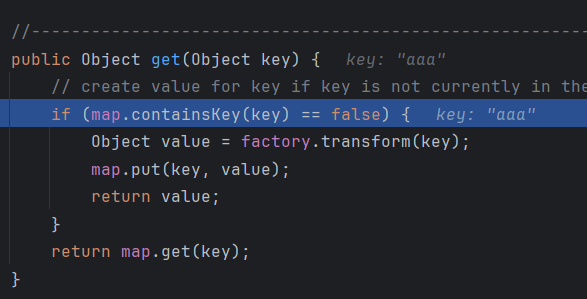 //--------------------------------------------------------
public Object get(Object key) {   key: "aaa"
    // create value for key if key is not currently in the
    if (map.containsKey(key) == false) {   key: "aaa"
        Object value = factory.transform(key);
        map.put(key, value);
        return value;
    }
    return map.get(key);
}